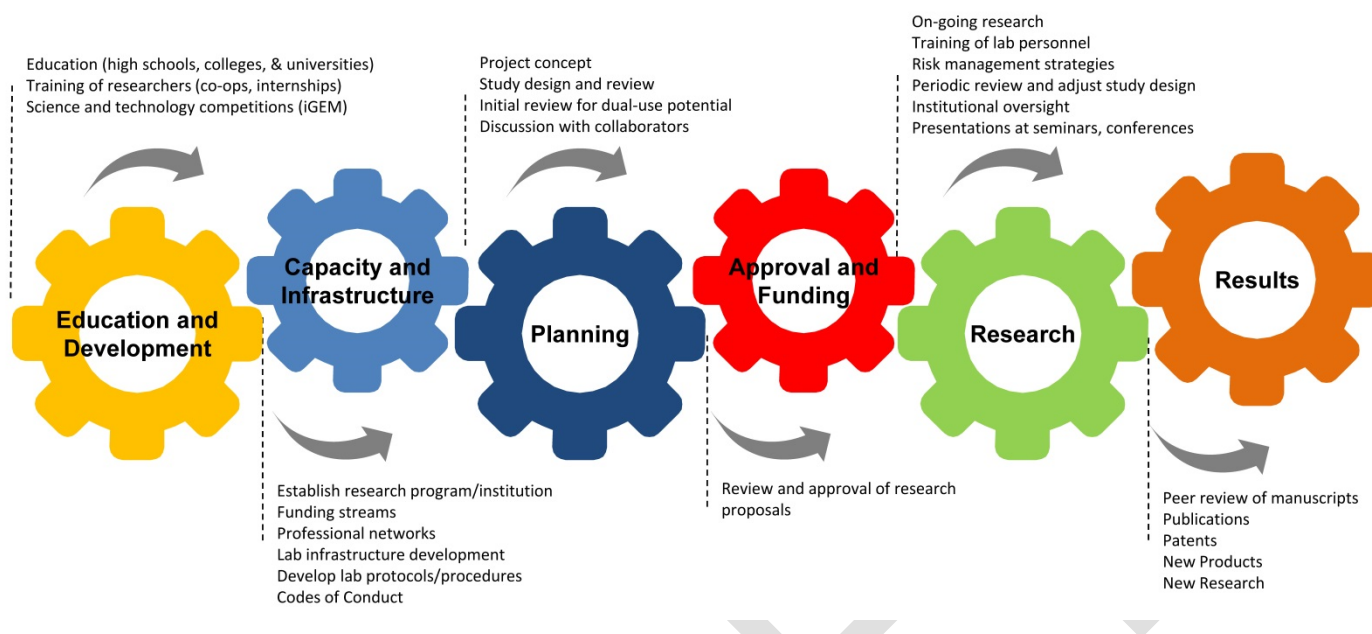 Education (high schools, colleges, & universities)
Training of researchers (co-ops, internships)
Science and technology competitions (iGEM)
Project concept
Study design and review
Initial review for dual-use potential
Discussion with collaborators
On-going research
Training of lab personnel
Risk management strategies
Periodic review and adjust study design
Institutional oversight
Presentations at seminars, conferences
Education and
Development
Capacity and
Infrastructure
Planning
Approval and
Funding
Research
Results
Establish research program/institution
Funding streams
Professional networks
Lab infrastructure development
Develop lab protocols/procedures
Codes of Conduct
Review and approval of research
proposals
Peer review of manuscripts
Publications
Patents
New Products
New Research